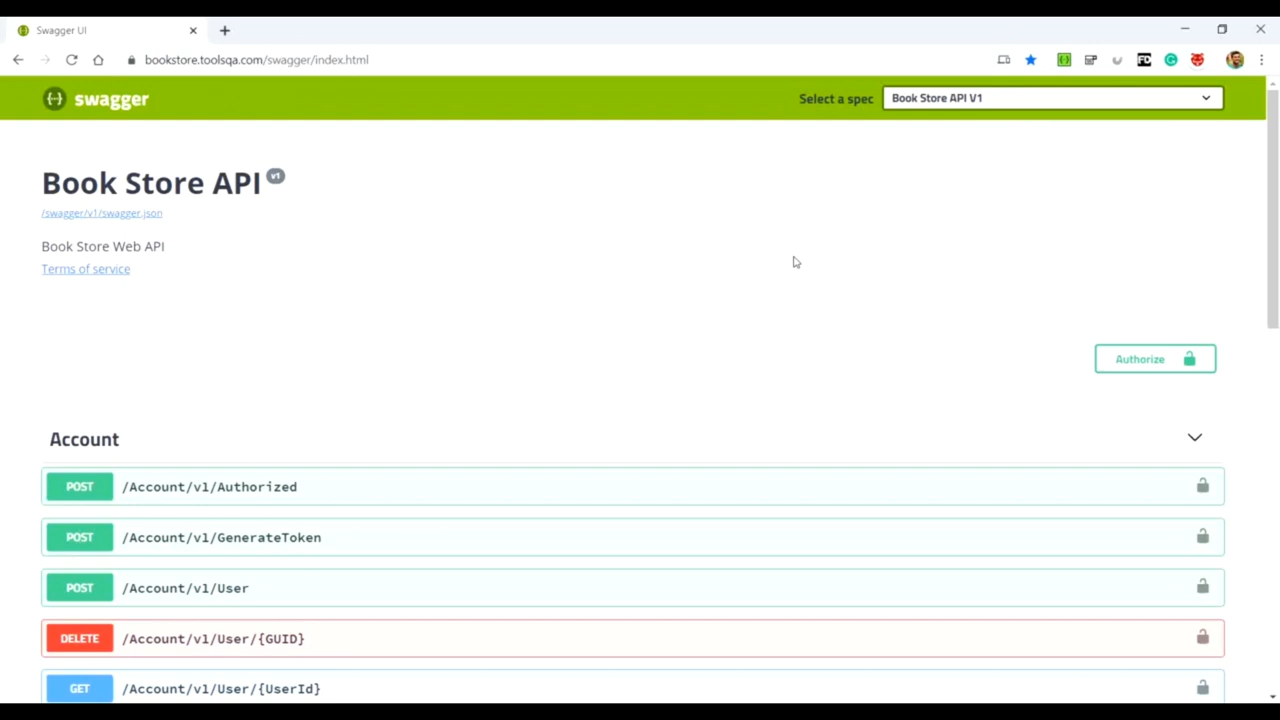 Swagger UI
bookstore.toolsqa.com/swagger/index.html
FD
swagger
Select a spec
Book Store API V1
Book Store API v1
/swagger/v1/swagger.json
Book Store Web API
Terms of service
Authorize
Account
POST /Account/v1/Authorized
POST /Account/v1/GenerateToken
POST /Account/v1/User
DELETE /Account/v1/User/{GUID}
GET /Account/v1/User/{UserId}